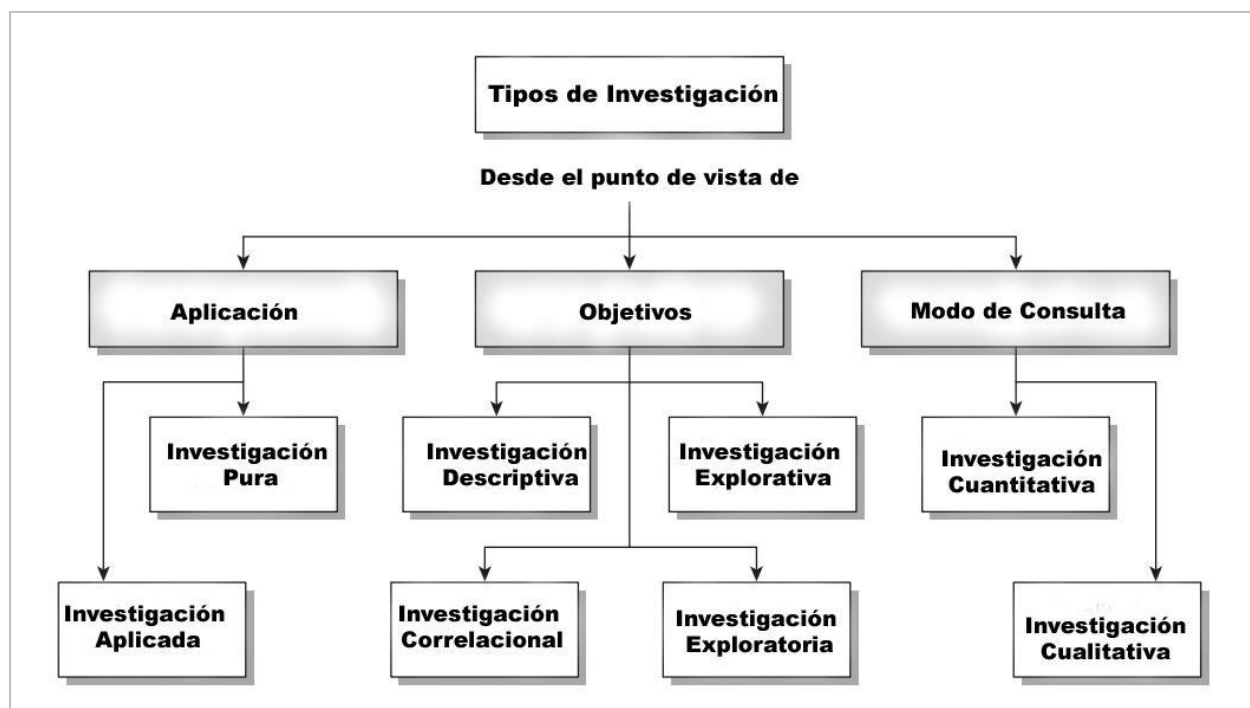 Tipos de Investigación
Desde el punto de vista de
Aplicación
Objetivos
Modo de Consulta
Investigación
Pura
Investigación
Descriptiva
Investigación
Explorativa
Investigación
Cuantitativa
Investigación
Aplicada
Investigación
Correlacional
Investigación
Exploratoria
Investigación
Cualitativa